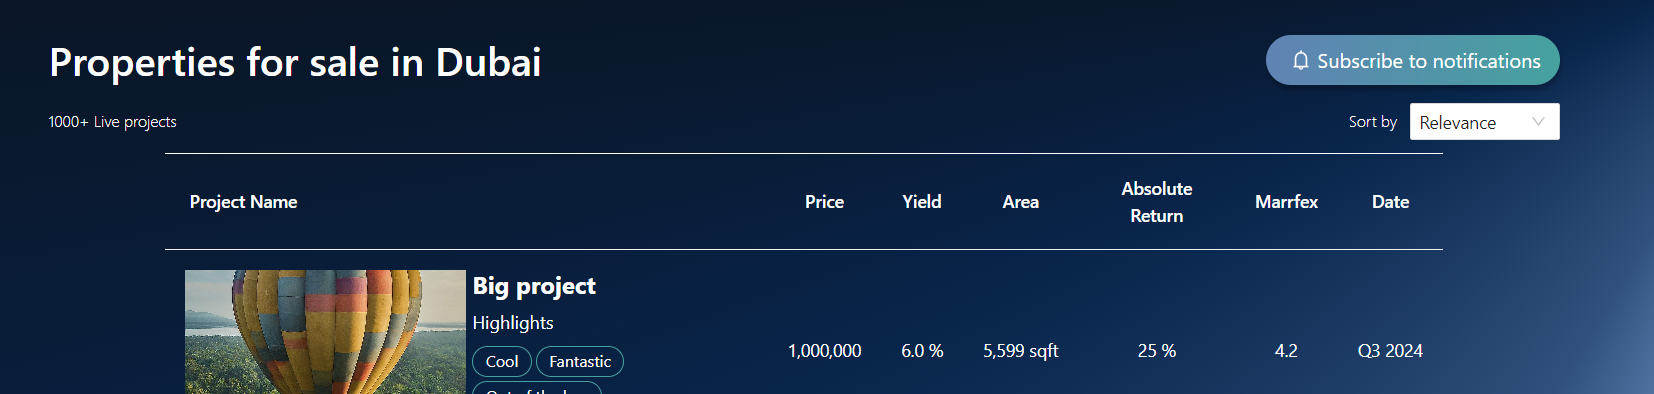 Properties for sale in Dubai
Subscribe to notifications
1000+ Live projects
Sort by Relevance
Project Name Price Yield Area Absolute Return Marrfex Date
Big project
Highlights
Cool Fantastic
1,000,000 6.0 % 5,599 sqft 25 % 4.2 Q3 2024